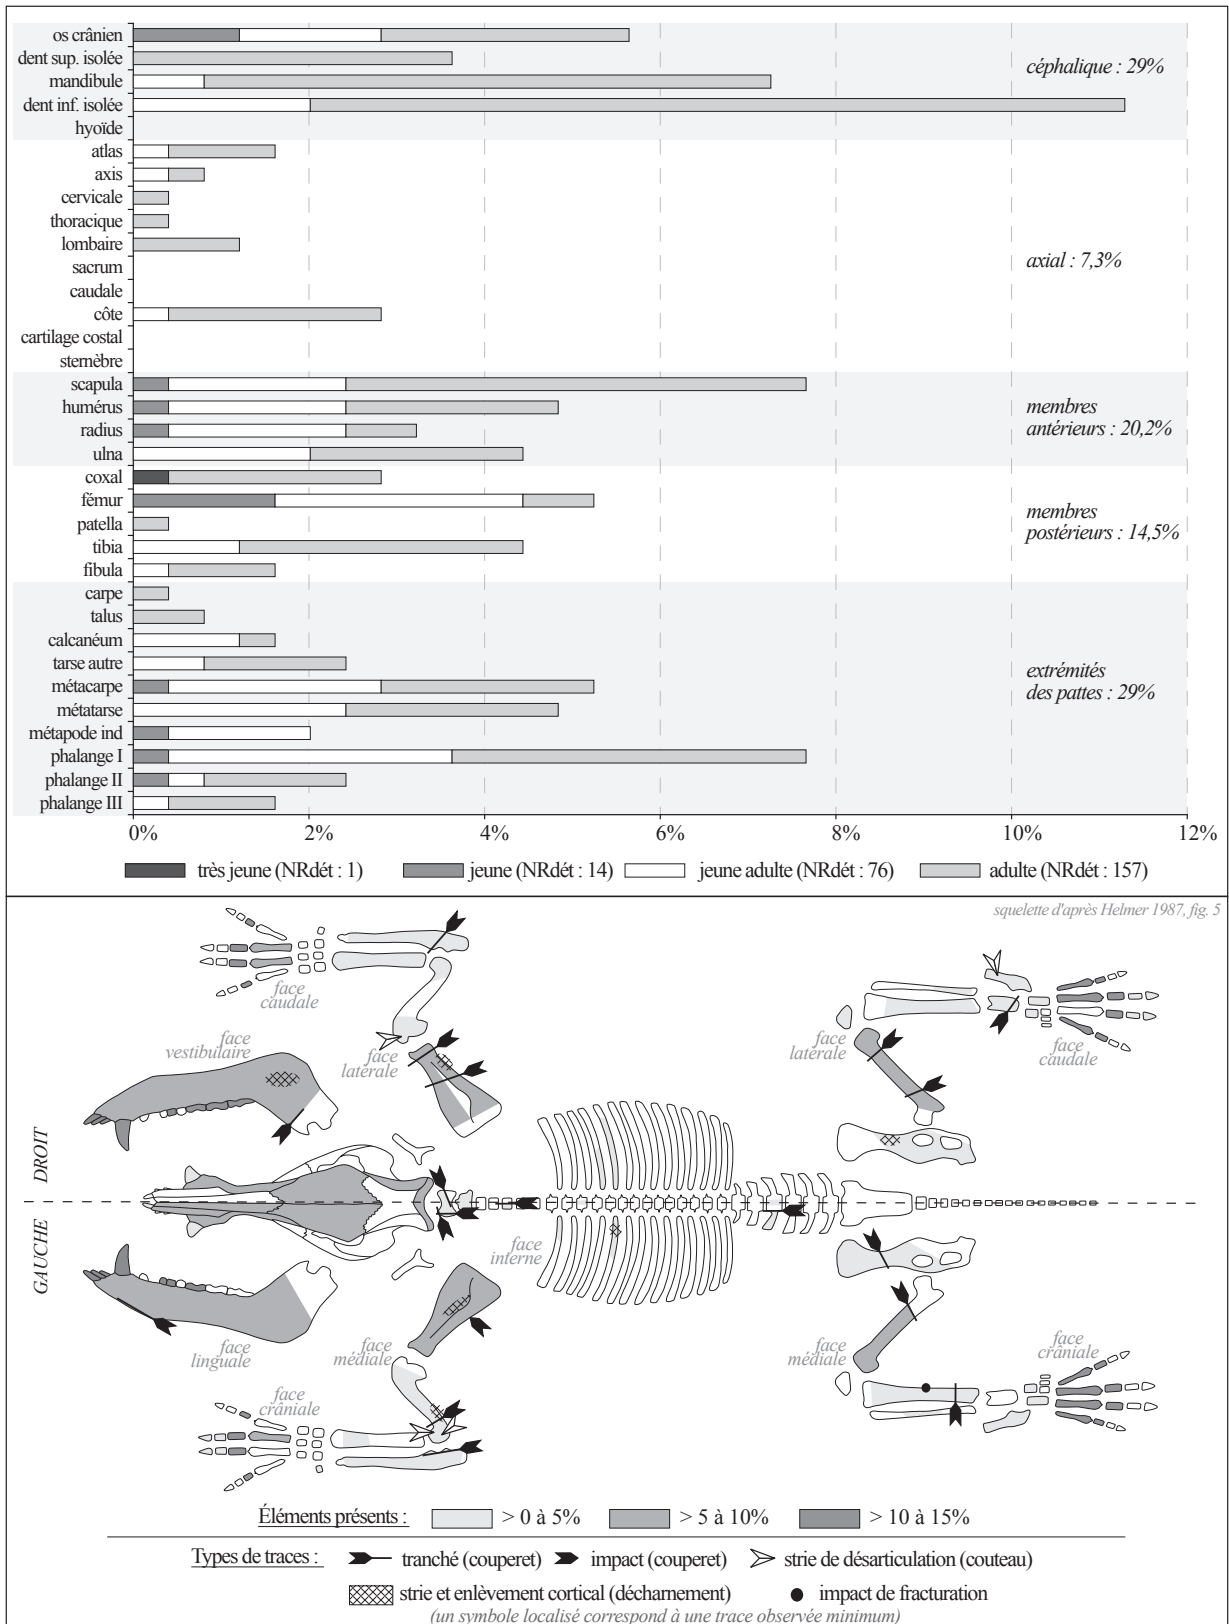 os crânien
dent sup. isolée
mandibule
dent inf. isolée
hyoïde
céphalique : 29%
atlas
axis
cervicale
thoracique
lombaire
sacrum
caudale
côte
cartilage costal
sternèbre
axial : 7,3%
scapula
humérus
radius
ulna
membres
antérieurs : 20,2%
coxal
fémur
patella
tibia
fibula
membres
postérieurs : 14,5%
carpe
talus
calcanéum
tarse autre
métacarpe
métatarse
métapode ind
phalange I
phalange II
phalange III
extrémités
des pattes : 29%
0% 2% 4% 6% 8% 10% 12%
très jeune (NRdét : 1) jeune (NRdét : 14) jeune adulte (NRdét : 76) adulte (NRdét : 157)
squelette d'après Helmer 1987, fig. 5
face
caudale
face
vestibulaire
face
latérale
face
latérale
face
caudale
DROIT
GAUCHE
face
interne
face
linguale
face
médiale
face
crâniale
face
médiale
face
crâniale
Éléments présents : > 0 à 5% > 5 à 10% > 10 à 15%
Types de traces : tranché (couperet) impact (couperet) strie de désarticulation (couteau)
strie et enlèvement cortical (décharnement) impact de fracturation
(un symbole localisé correspond à une trace observée minimum)